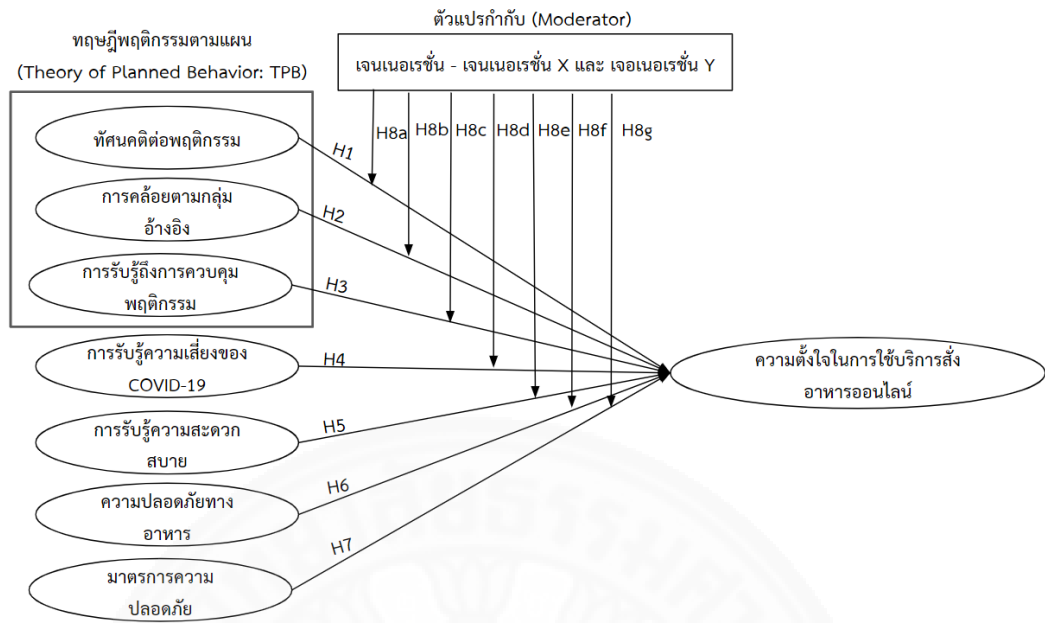 ตัวแปรกำกับ (Moderator)
ทฤษฎีพฤติกรรมตามแผน
(Theory of Planned Behavior: TPB)
เจนเนอเรชั่น - เจนเนอเรชั่น X และ เจอเนอเรชั่น Y
H8a
H8b
H8c
H8d
H8e
H8f
H8g
ทัศนคติต่อพฤติกรรม
H1
การคล้อยตามกลุ่ม
อ้างอิง
H2
การรับรู้ถึงการควบคุม
พฤติกรรม
H3
การรับรู้ความเสี่ยงของ
COVID-19
H4
ความตั้งใจในการใช้บริการสั่ง
อาหารออนไลน์
การรับรู้ความสะดวก
สบาย
H5
ความปลอดภัยทาง
อาหาร
H6
มาตรการความ
ปลอดภัย
H7